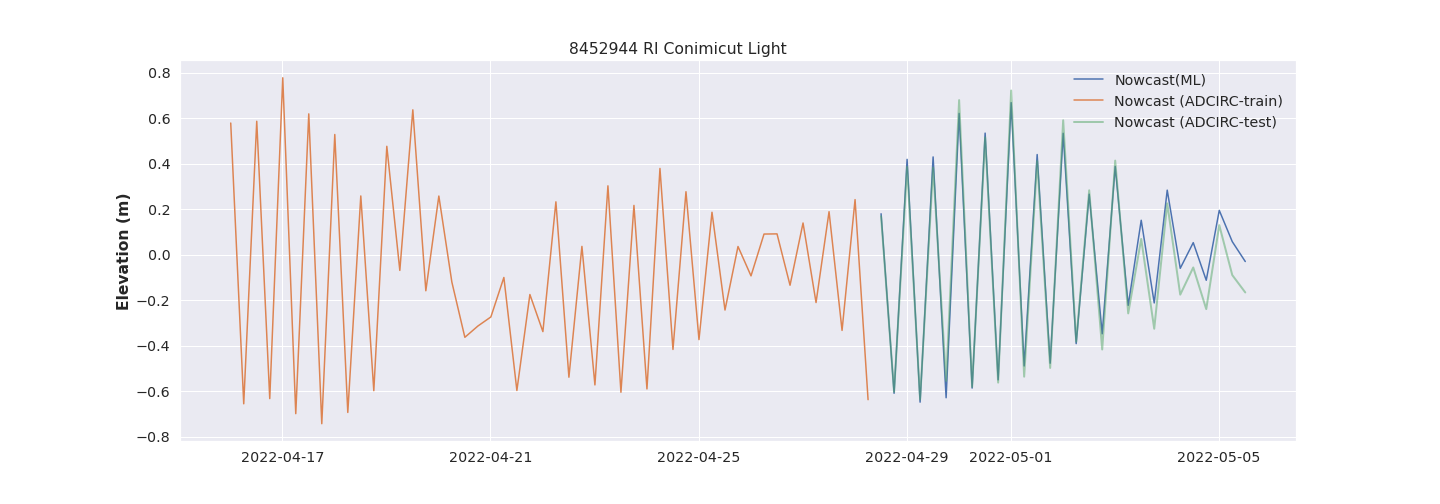 8452944 RI Conimicut Light
Elevation (m)
0.8
0.6
0.4
0.2
0.0
−0.2
−0.4
−0.6
−0.8
Nowcast(ML)
Nowcast (ADCIRC-train)
Nowcast (ADCIRC-test)
2022-04-17 2022-04-21 2022-04-25 2022-04-29 2022-05-01 2022-05-05